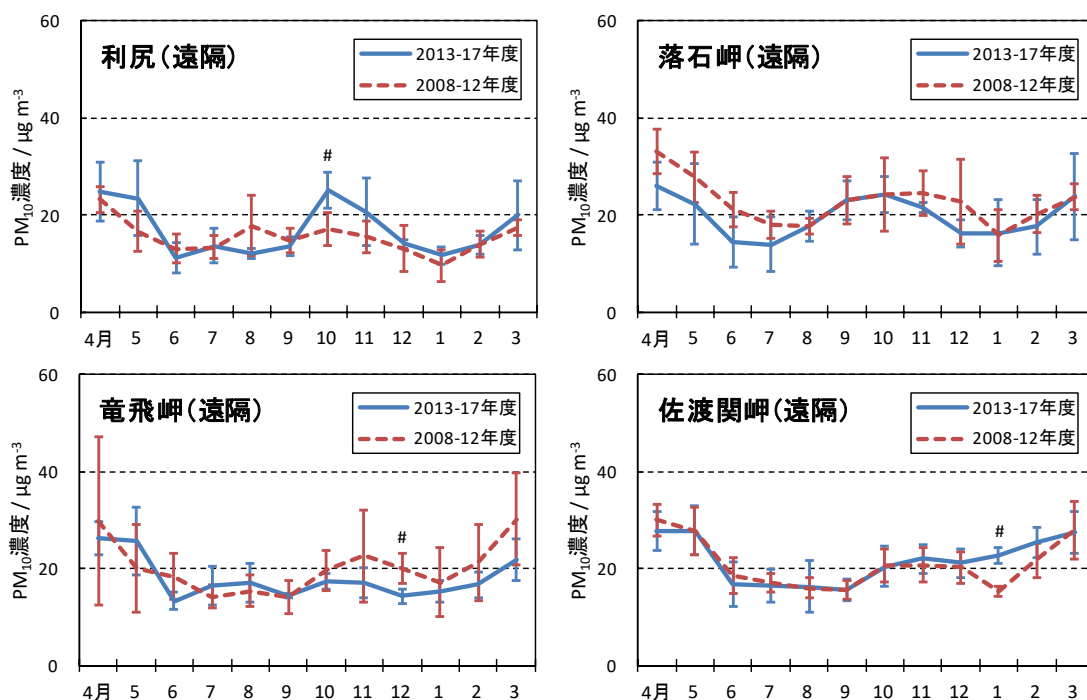 利尻(遠隔)
2013-17年度
2008-12年度
PM₁₀濃度 / μg m⁻³
60
40
20
0
#
4月 5 6 7 8 9 10 11 12 1 2 3
落石岬(遠隔)
2013-17年度
2008-12年度
PM₁₀濃度 / μg m⁻³
60
40
20
0
4月 5 6 7 8 9 10 11 12 1 2 3
竜飛岬(遠隔)
2013-17年度
2008-12年度
PM₁₀濃度 / μg m⁻³
60
40
20
0
#
4月 5 6 7 8 9 10 11 12 1 2 3
佐渡関岬(遠隔)
2013-17年度
2008-12年度
PM₁₀濃度 / μg m⁻³
60
40
20
0
#
4月 5 6 7 8 9 10 11 12 1 2 3